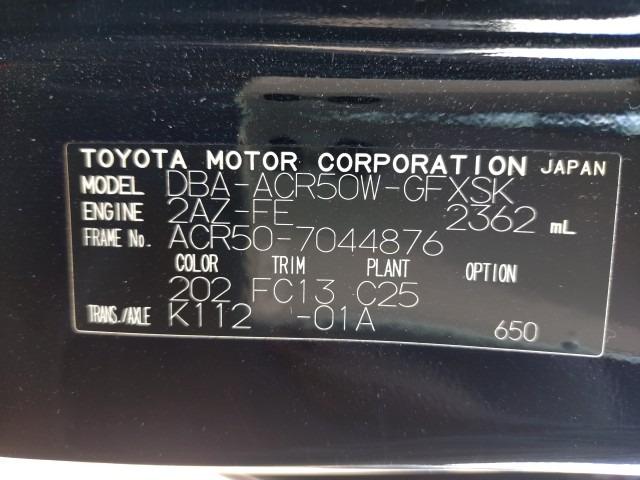 TOYOTA MOTOR CORPORATION JAPAN
MODEL DBA-ACR50W-GFXSK
ENGINE 2AZ-FE 2362 mL
FRAME No. ACR50-7044876
COLOR TRIM PLANT OPTION
202 FC13 C25
TRANS./AXLE K112 -01A 650